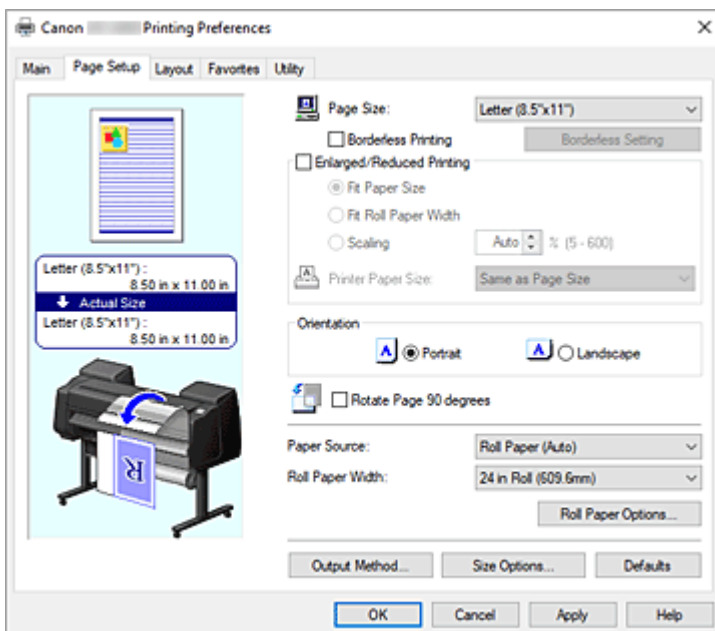 Canon Printing Preferences
Main Page Setup Layout Favorites Utility
Page Size: Letter (8.5"x11")
Borderless Printing Borderless Setting
Enlarged/Reduced Printing
Fit Paper Size
Fit Roll Paper Width
Scaling Auto % (5 - 600)
Printer Paper Size: Same as Page Size
Letter (8.5"x11") :
8.50 in x 11.00 in
Actual Size
Letter (8.5"x11") :
8.50 in x 11.00 in
Orientation
A Portrait A Landscape
Rotate Page 90 degrees
R
Paper Source: Roll Paper (Auto)
Roll Paper Width: 24 in Roll (609.6mm)
Roll Paper Options...
Output Method... Size Options... Defaults
OK Cancel Apply Help